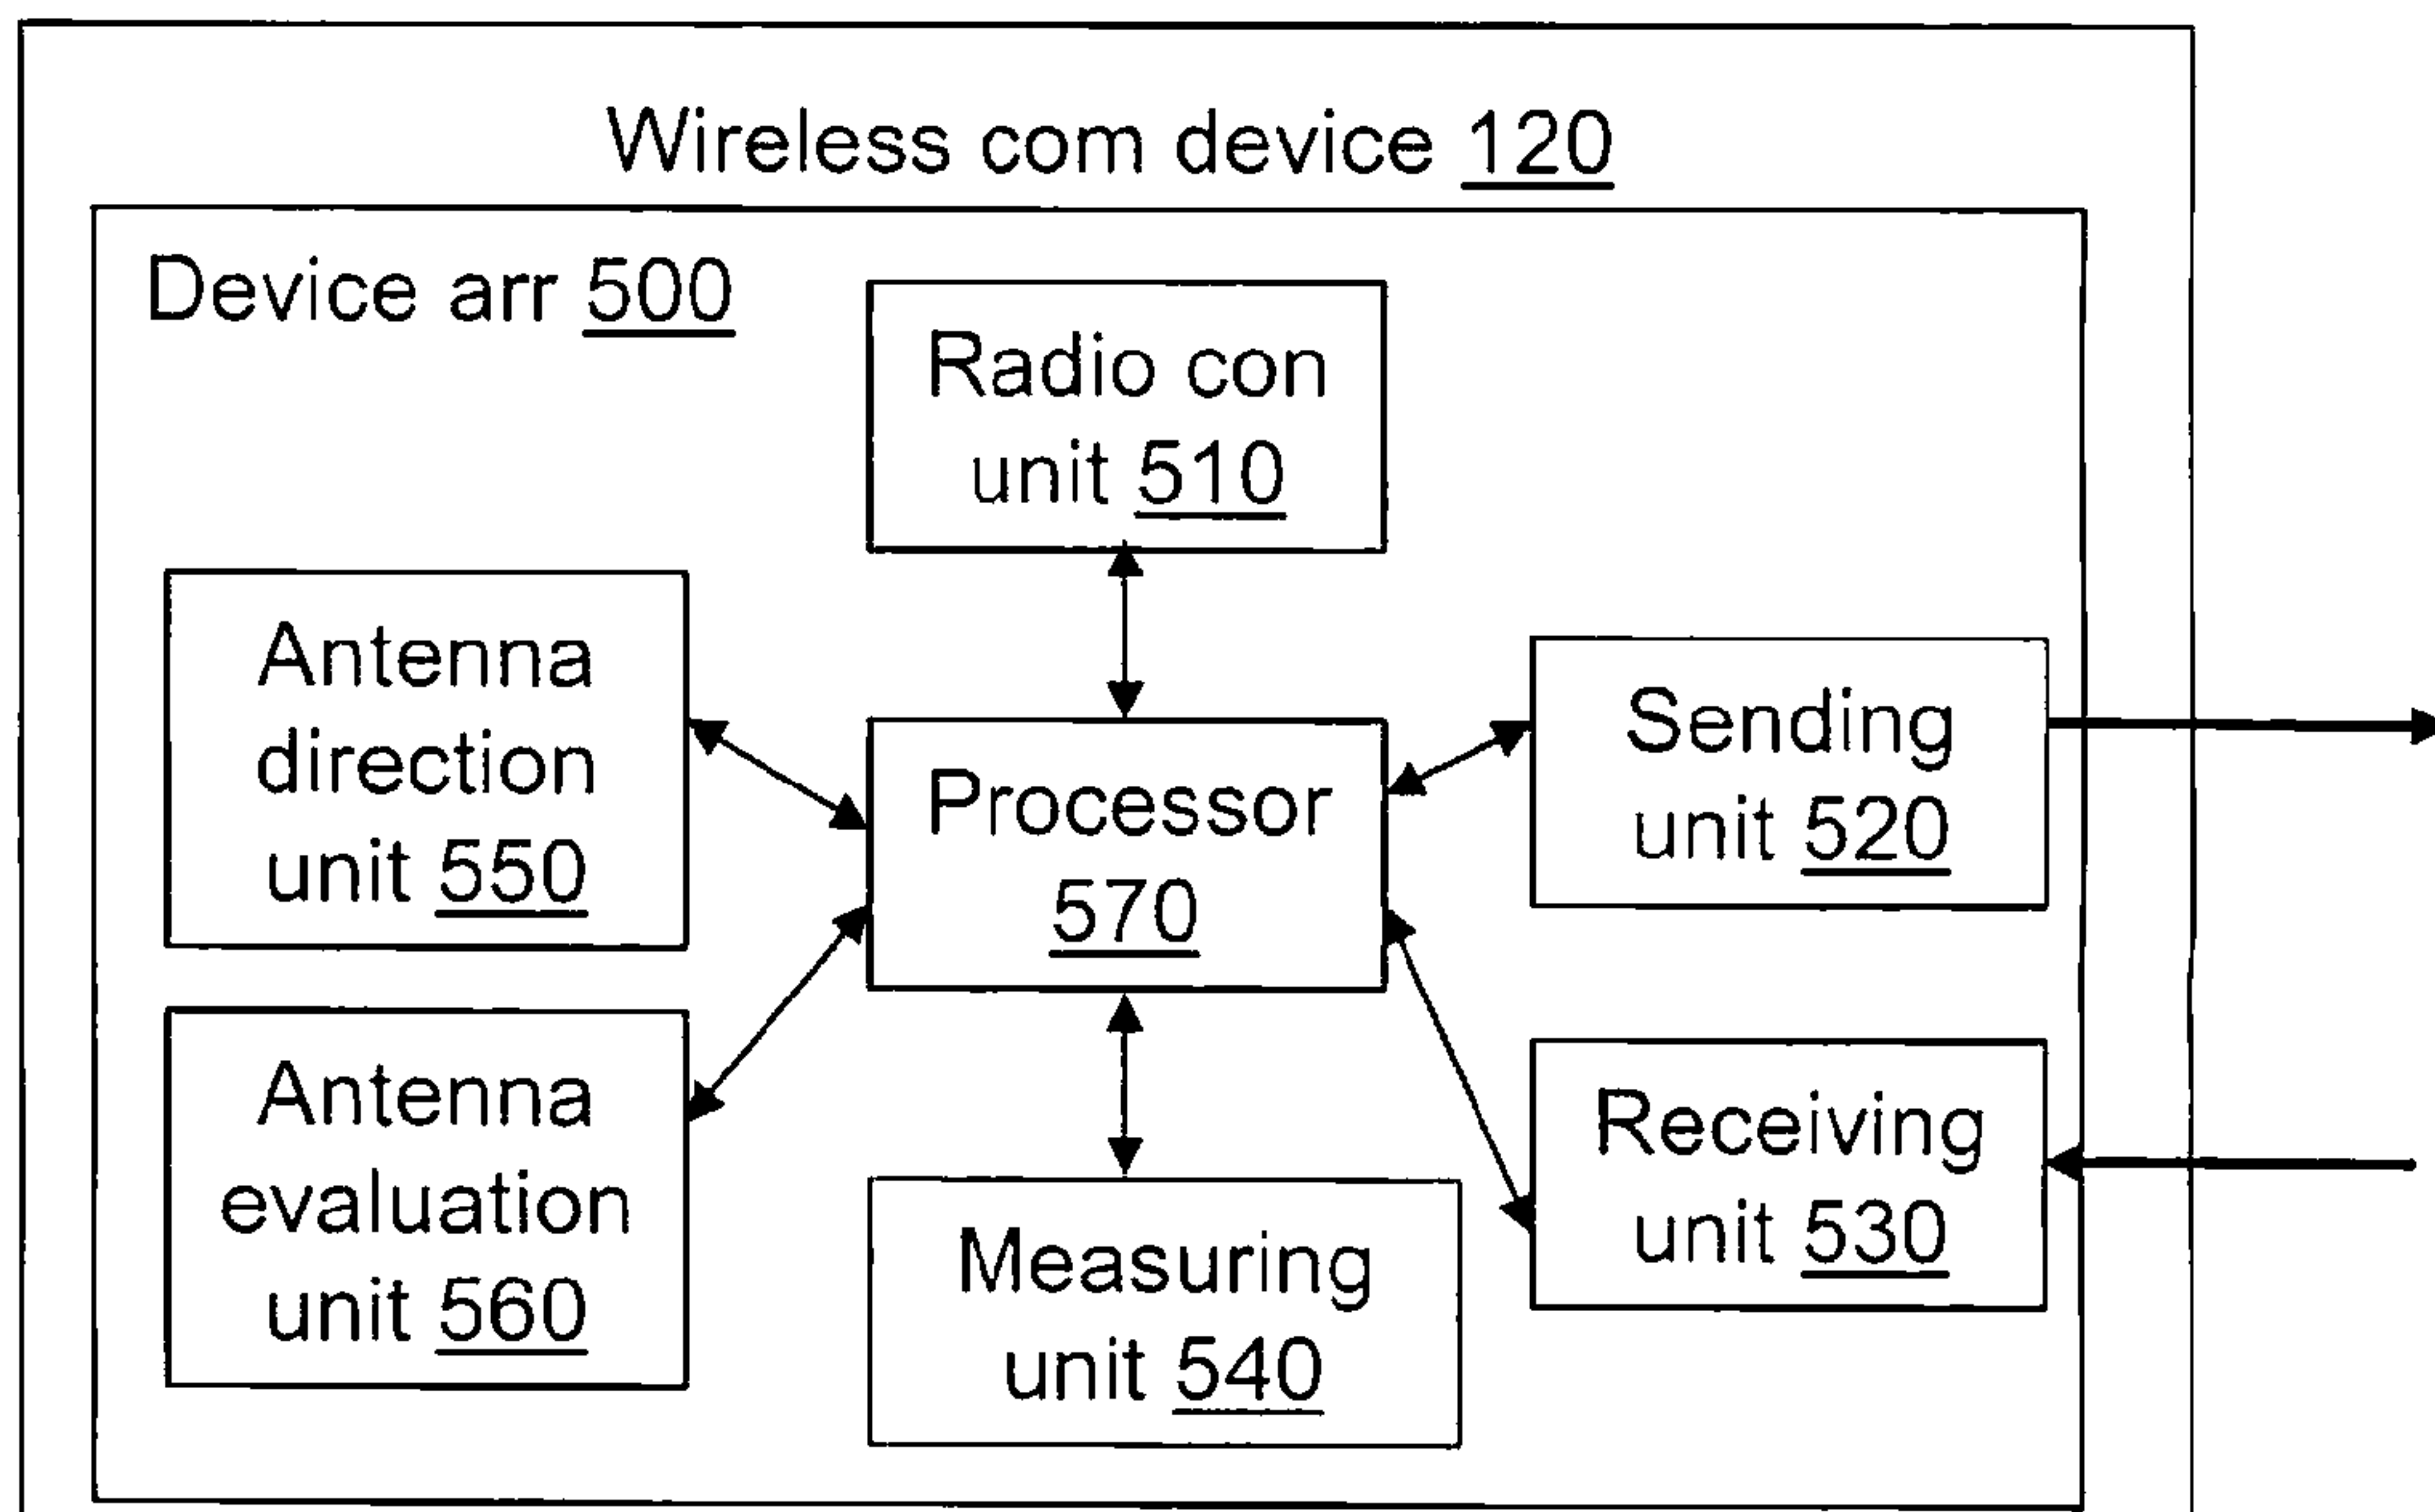 Wireless com device 120
Device arr 500
Radio con
unit 510
Antenna
direction
unit 550
Processor
570
Sending
unit 520
Antenna
evaluation
unit 560
Measuring
unit 540
Receiving
unit 530